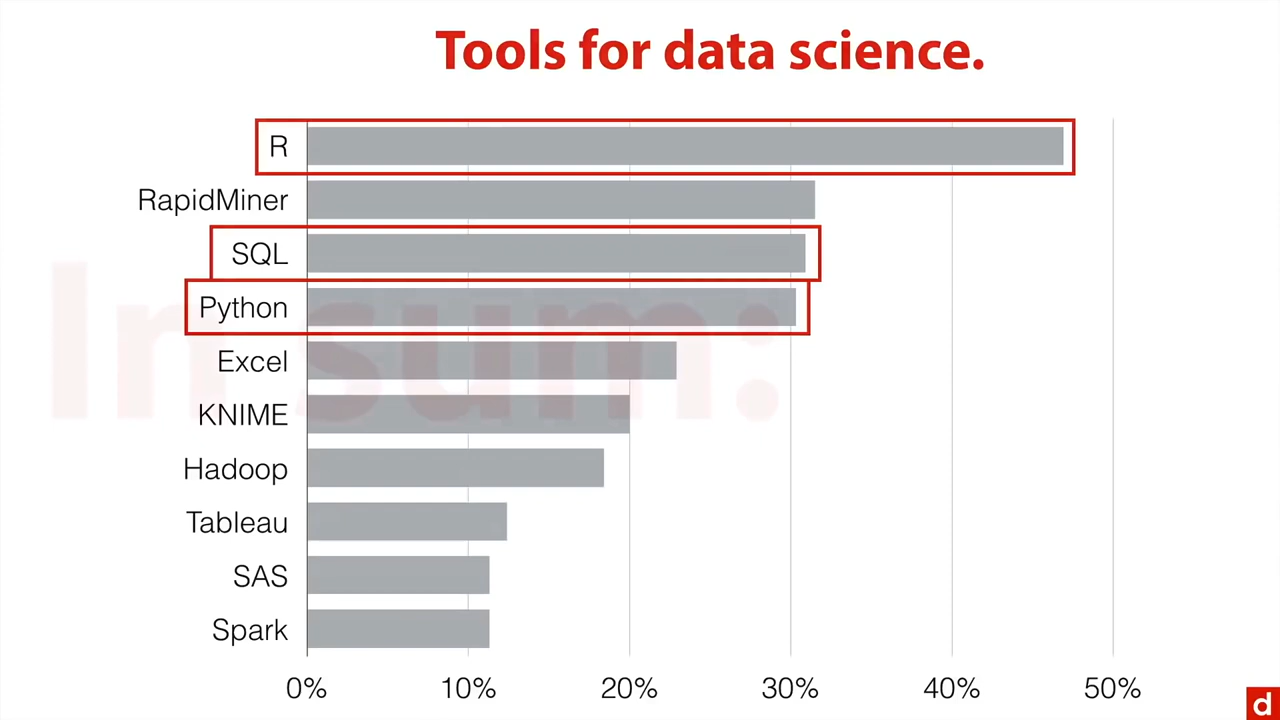 Tools for data science.
R
RapidMiner
SQL
Python
In sum:
Excel
KNIME
Hadoop
Tableau
SAS
Spark
0% 10% 20% 30% 40% 50%
d